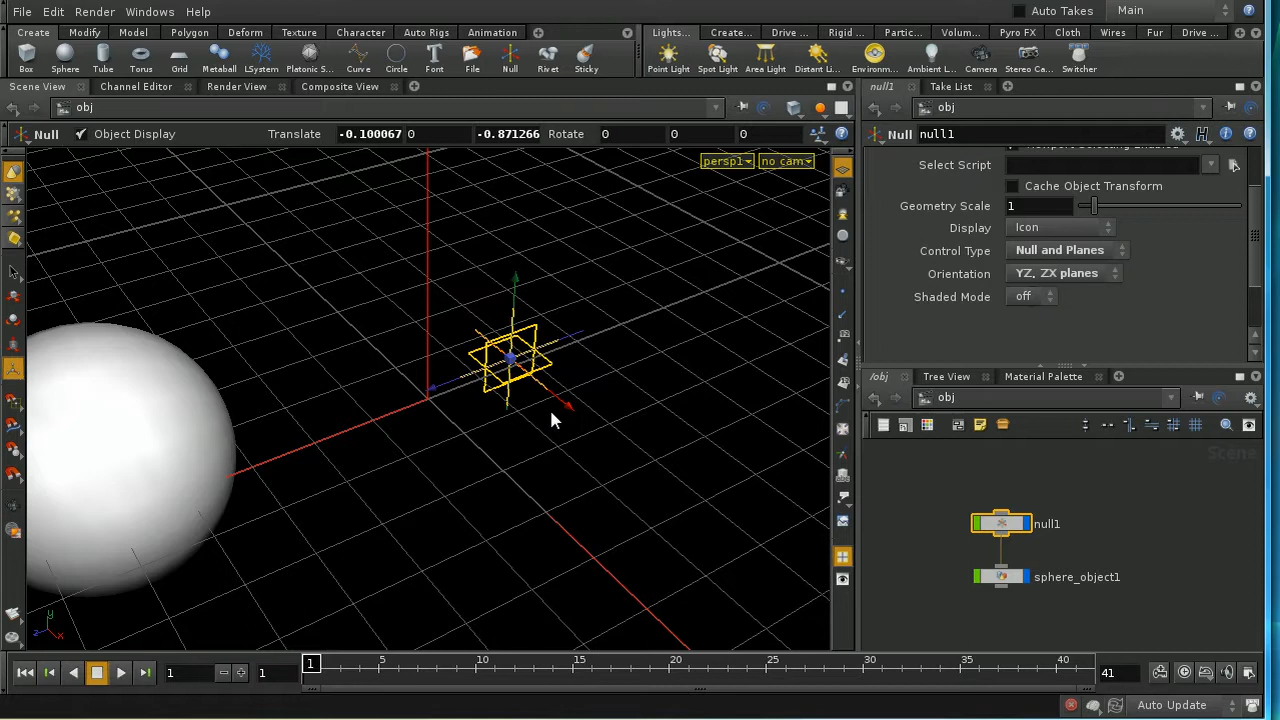 File Edit Render Windows Help
Auto Takes Main
Create Modify Model Polygon Deform Texture Character Auto Rigs Animation
Lights... Create... Drive ... Rigid ... Partic... Volum... Pyro FX Cloth Wires Fur Drive ...
Box Sphere Tube Torus Grid Metaball LSystem Platonic S... Curve Circle Font File Null Rivet Sticky
Point Light Spot Light Area Light Distant Li... Environm... Ambient L... Camera Stereo Ca... Switcher
Scene View Channel Editor Render View Composite View
null1 Take List
obj
obj
Null Object Display Translate -0.100067 0 -0.871266 Rotate 0 0 0
Null null1
persp1 no cam
Select Script
Cache Object Transform
Geometry Scale 1
Display Icon
Control Type Null and Planes
Orientation YZ, ZX planes
Shaded Mode off
/obj Tree View Material Palette
obj
Scene
null1
sphere_object1
y
z x
1 1 1 5 10 15 20 25 30 35 40 41
Auto Update